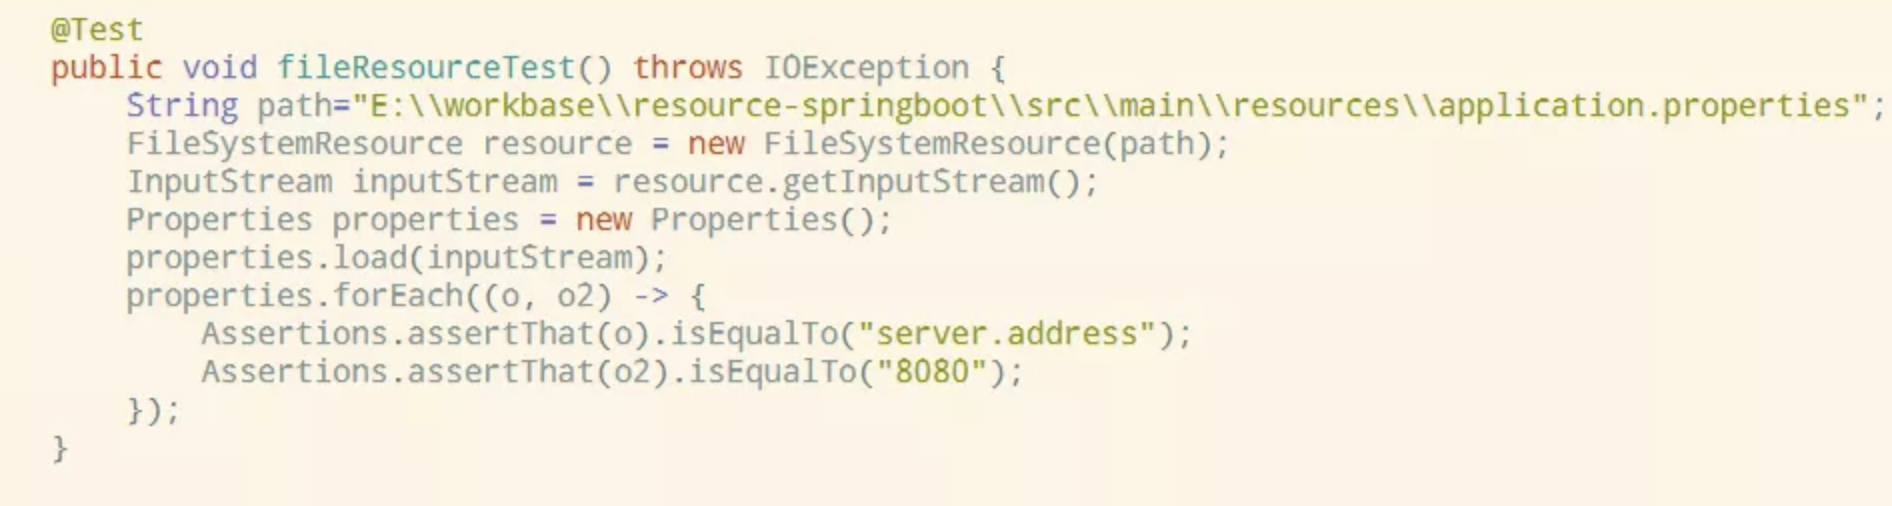 @Test
public void fileResourceTest() throws IOException {
    String path="E:\\workbase\\resource-springboot\\src\\main\\resources\\application.properties";
    FileSystemResource resource = new FileSystemResource(path);
    InputStream inputStream = resource.getInputStream();
    Properties properties = new Properties();
    properties.load(inputStream);
    properties.forEach((o, o2) -> {
        Assertions.assertThat(o).isEqualTo("server.address");
        Assertions.assertThat(o2).isEqualTo("8080");
    });
}